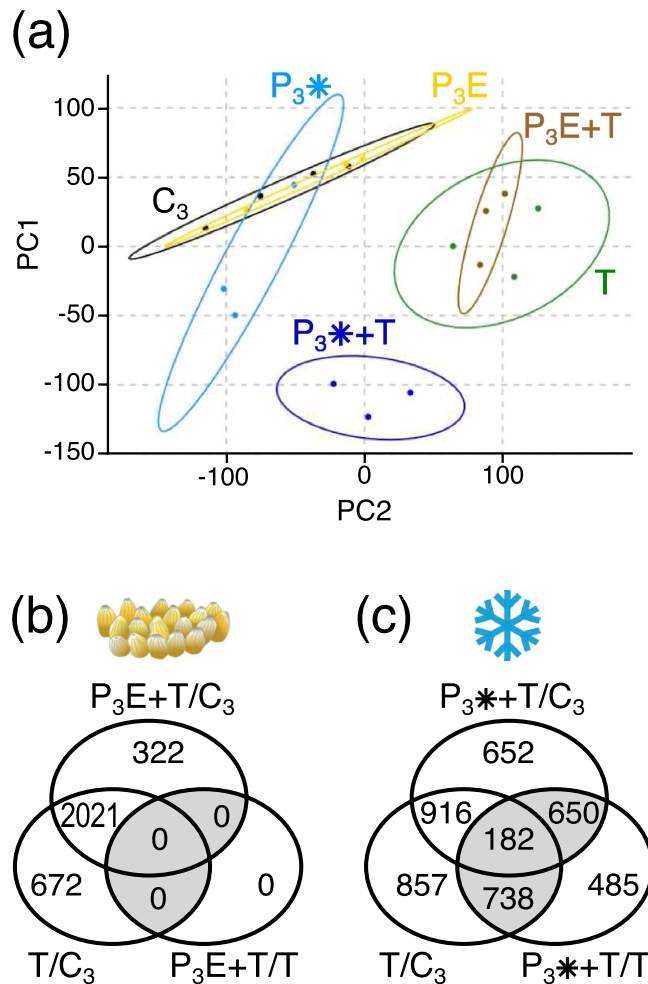 (a)
P₃✱ P₃E
P₃E+T
C₃
T
P₃✱+T
PC1
100
50
0
-50
-100
-150
-100 0 100
PC2
(b) (c)
P₃E+T/C₃ P₃✱+T/C₃
322 652
2021 0 916 650
0 182
672 0 0 857 738 485
T/C₃ P₃E+T/T T/C₃ P₃✱+T/T